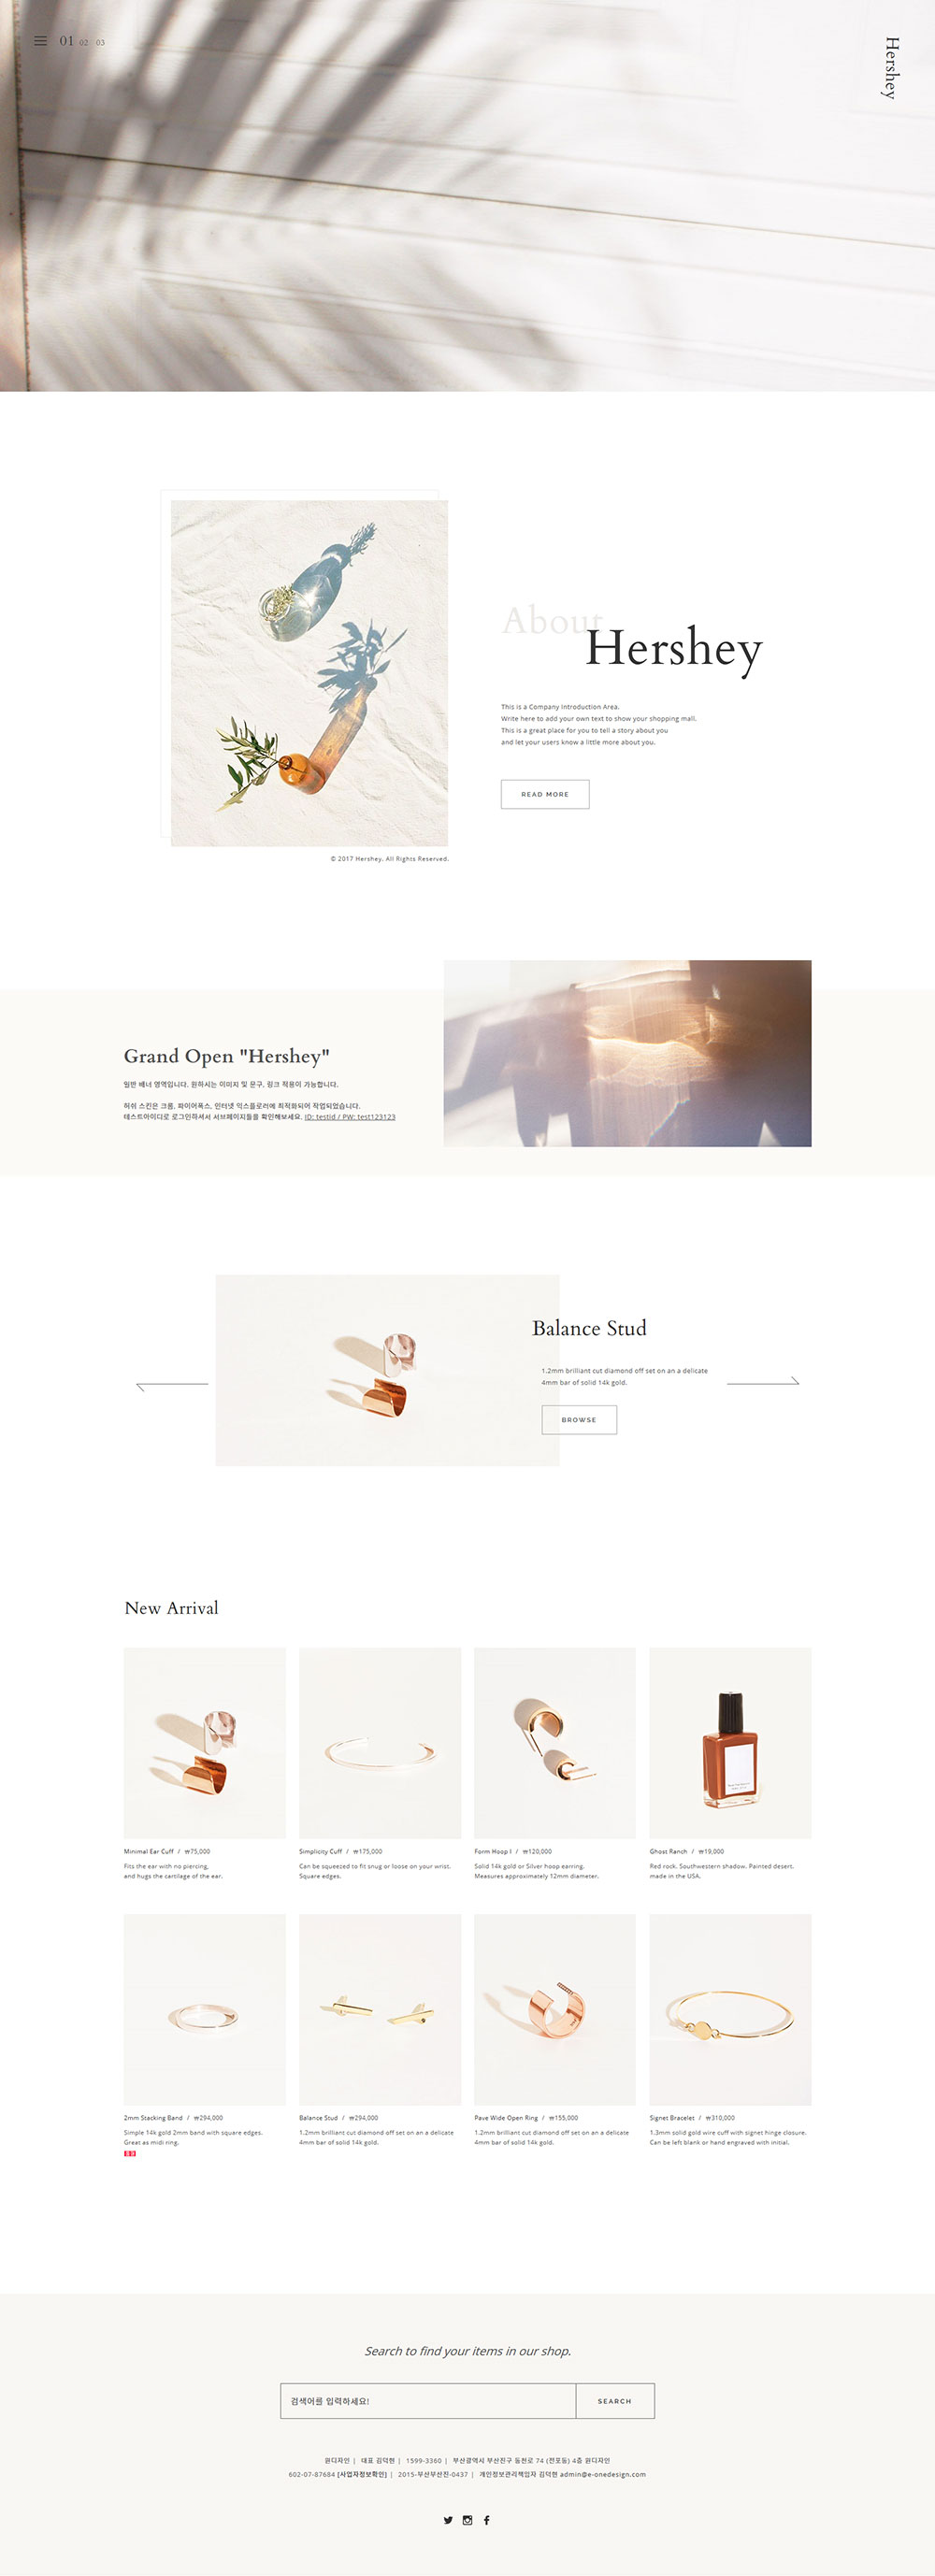 01 02 03
Hershey
About
Hershey
This is a Company Introduction Area.
Write here to add your own text to show your shopping mall.
This is a great place for you to tell a story about you
and let your users know a little more about you.
READ MORE
© 2017 Hershey. All Rights Reserved.
Grand Open "Hershey"
일반 배너 영역입니다. 원하시는 이미지 및 문구, 링크 적용이 가능합니다.
허쉬 스킨은 크롬, 파이어폭스, 인터넷 익스플로러에 최적화되어 작업되었습니다.
테스트아이디로 로그인하셔서 서브페이지들을 확인해보세요. ID: testid / PW: test123123
Balance Stud
1.2mm brilliant cut diamond off set on an a delicate
4mm bar of solid 14k gold.
BROWSE
New Arrival
Minimal Ear Cuff / ₩75,000
Fits the ear with no piercing,
and hugs the cartilage of the ear.
Simplicity Cuff / ₩175,000
Can be squeezed to fit snug or loose on your wrist.
Square edges.
Form Hoop I / ₩120,000
Solid 14k gold or Silver hoop earring.
Measures approximately 12mm diameter.
Ghost Ranch / ₩19,000
Red rock. Southwestern shadow. Painted desert.
made in the USA.
2mm Stacking Band / ₩294,000
Simple 14k gold 2mm band with square edges.
Great as midi ring.
Balance Stud / ₩294,000
1.2mm brilliant cut diamond off set on an a delicate
4mm bar of solid 14k gold.
Pave Wide Open Ring / ₩155,000
1.2mm brilliant cut diamond off set on an a delicate
4mm bar of solid 14k gold.
Signet Bracelet / ₩310,000
1.3mm solid gold wire cuff with signet hinge closure.
Can be left blank or hand engraved with initial.
Search to find your items in our shop.
검색어를 입력하세요!
SEARCH
원디자인 | 대표 김덕현 | 1599-3360 | 부산광역시 부산진구 동천로 74 (전포동) 4층 원디자인
602-07-87684 [사업자정보확인] | 2015-부산부산진-0437 | 개인정보관리책임자 김덕현 admin@e-onedesign.com